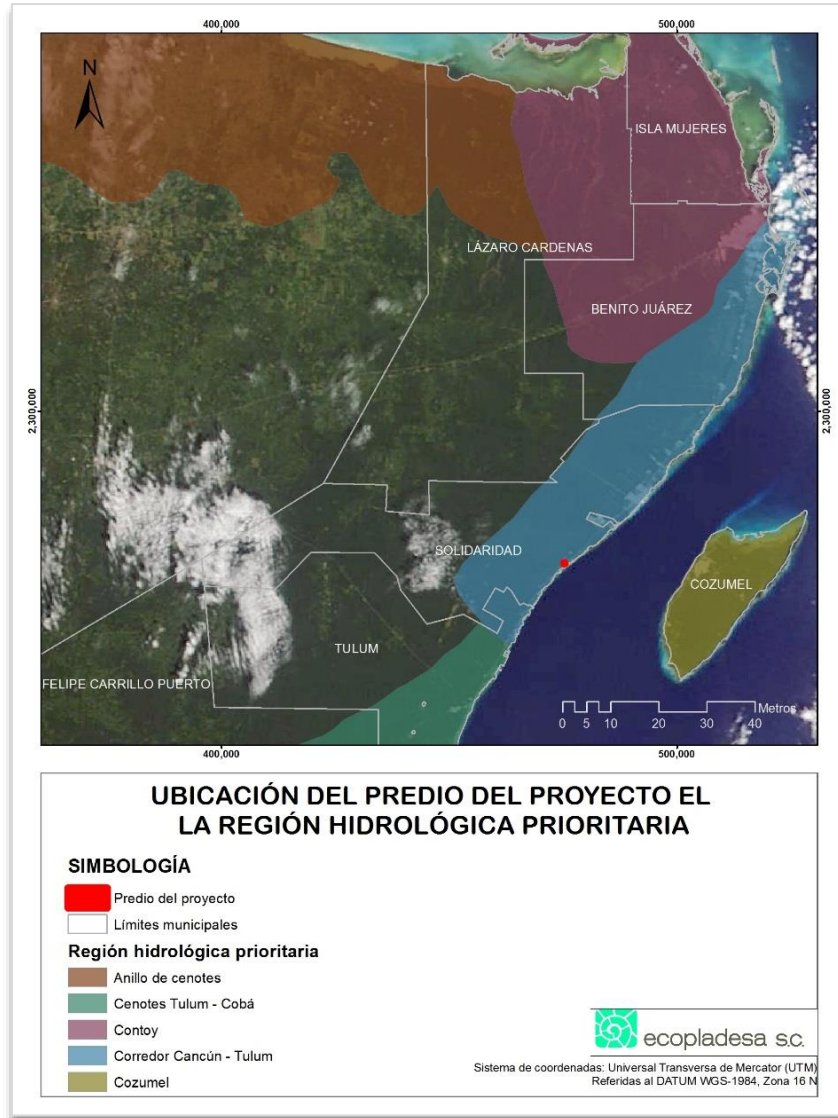 400,000
500,000
N
ISLA MUJERES
LÁZARO CARDENAS
BENITO JUÁREZ
2,300,000
2,300,000
SOLIDARIDAD
COZUMEL
TULUM
FELIPE CARRILLO PUERTO
Metros
0 5 10 20 30 40
400,000
500,000
UBICACIÓN DEL PREDIO DEL PROYECTO EL
LA REGIÓN HIDROLÓGICA PRIORITARIA
SIMBOLOGÍA
Predio del proyecto
Límites municipales
Región hidrológica prioritaria
Anillo de cenotes
Cenotes Tulum - Cobá
Contoy
Corredor Cancún - Tulum
Cozumel
ecopladesa s.c.
Sistema de coordenadas: Universal Transversa de Mercator (UTM)
Referidas al DATUM WGS-1984, Zona 16 N